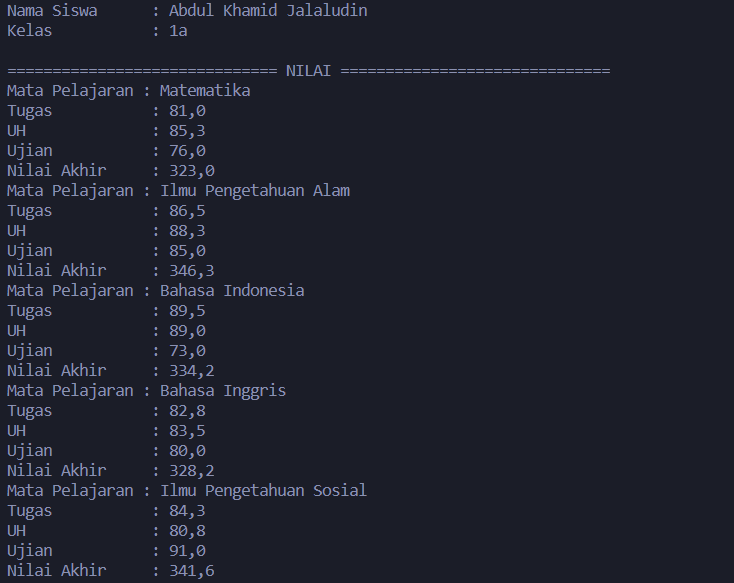 Nama Siswa      : Abdul Khamid Jalaludin
Kelas           : 1a
============================== NILAI ==============================
Mata Pelajaran : Matematika
Tugas           : 81,0
UH              : 85,3
Ujian           : 76,0
Nilai Akhir     : 323,0
Mata Pelajaran : Ilmu Pengetahuan Alam
Tugas           : 86,5
UH              : 88,3
Ujian           : 85,0
Nilai Akhir     : 346,3
Mata Pelajaran : Bahasa Indonesia
Tugas           : 89,5
UH              : 89,0
Ujian           : 73,0
Nilai Akhir     : 334,2
Mata Pelajaran : Bahasa Inggris
Tugas           : 82,8
UH              : 83,5
Ujian           : 80,0
Nilai Akhir     : 328,2
Mata Pelajaran : Ilmu Pengetahuan Sosial
Tugas           : 84,3
UH              : 80,8
Ujian           : 91,0
Nilai Akhir     : 341,6